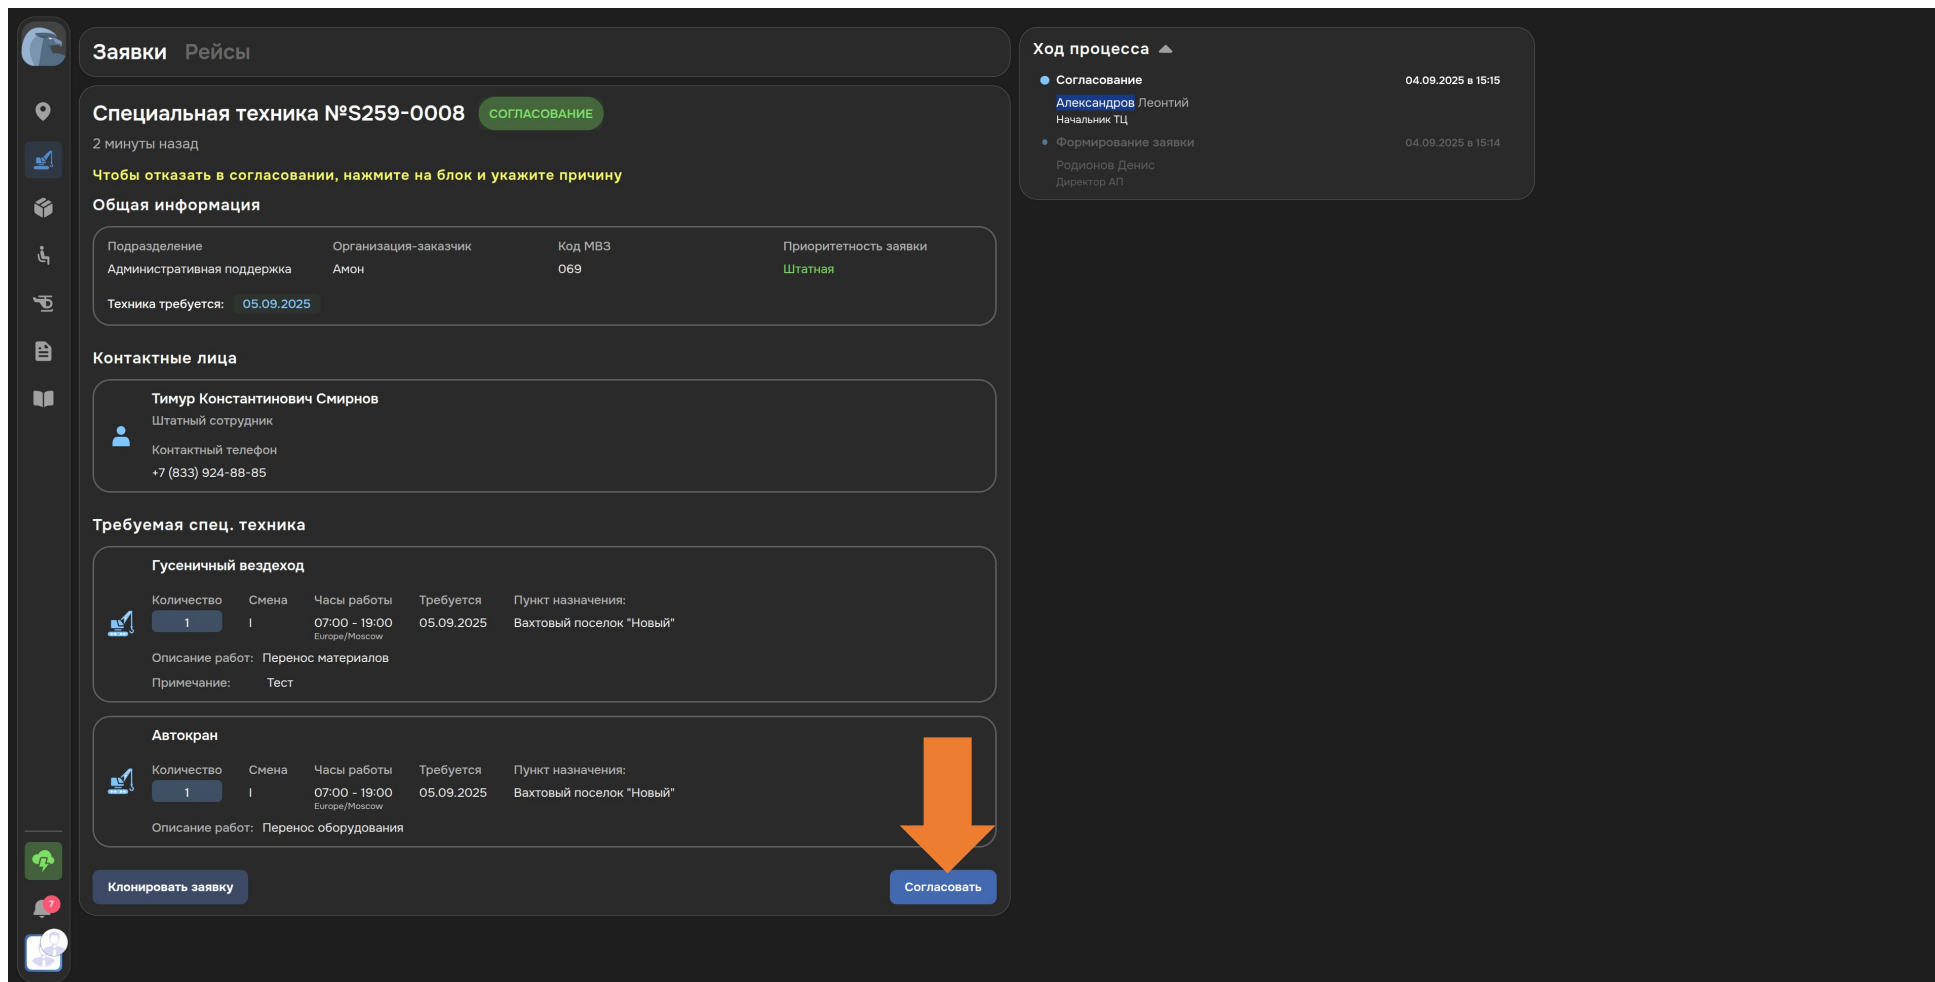 Заявки Рейсы
Специальная техника №S259-0008 СОГЛАСОВАНИЕ
2 минуты назад
Чтобы отказать в согласовании, нажмите на блок и укажите причину
Общая информация
Подразделение Организация-заказчик Код МВЗ Приоритетность заявки
Административная поддержка Амон 069 Штатная
Техника требуется: 05.09.2025
Контактные лица
Тимур Константинович Смирнов
Штатный сотрудник
Контактный телефон
+7 (833) 924-88-85
Требуемая спец. техника
Гусеничный вездеход
Количество Смена Часы работы Требуется Пункт назначения:
1 I 07:00 - 19:00 05.09.2025 Вахтовый поселок "Новый"
Europe/Moscow
Описание работ: Перенос материалов
Примечание: Тест
Автокран
Количество Смена Часы работы Требуется Пункт назначения:
1 I 07:00 - 19:00 05.09.2025 Вахтовый поселок "Новый"
Europe/Moscow
Описание работ: Перенос оборудования
Клонировать заявку Согласовать
7
Ход процесса
Согласование 04.09.2025 в 15:15
Александров Леонтий
Начальник ТЦ
Формирование заявки 04.09.2025 в 15:14
Родионов Денис
Директор АП